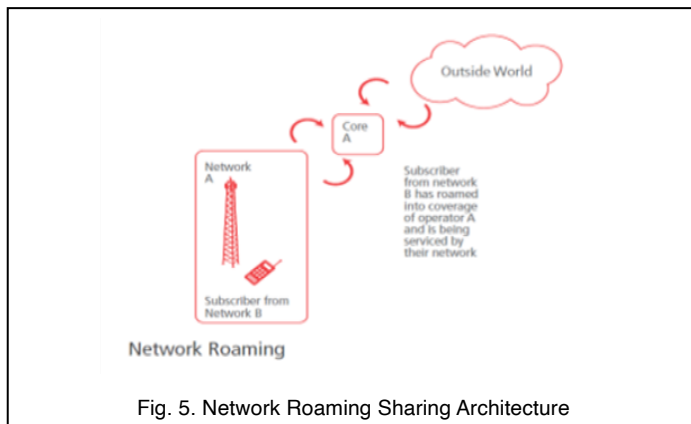 Outside World
Core
A
Network
A
Subscriber
from network
B has roamed
into coverage
of operator A
and is being
serviced by
their network
Subscriber from
Network B
Network Roaming
Fig. 5. Network Roaming Sharing Architecture